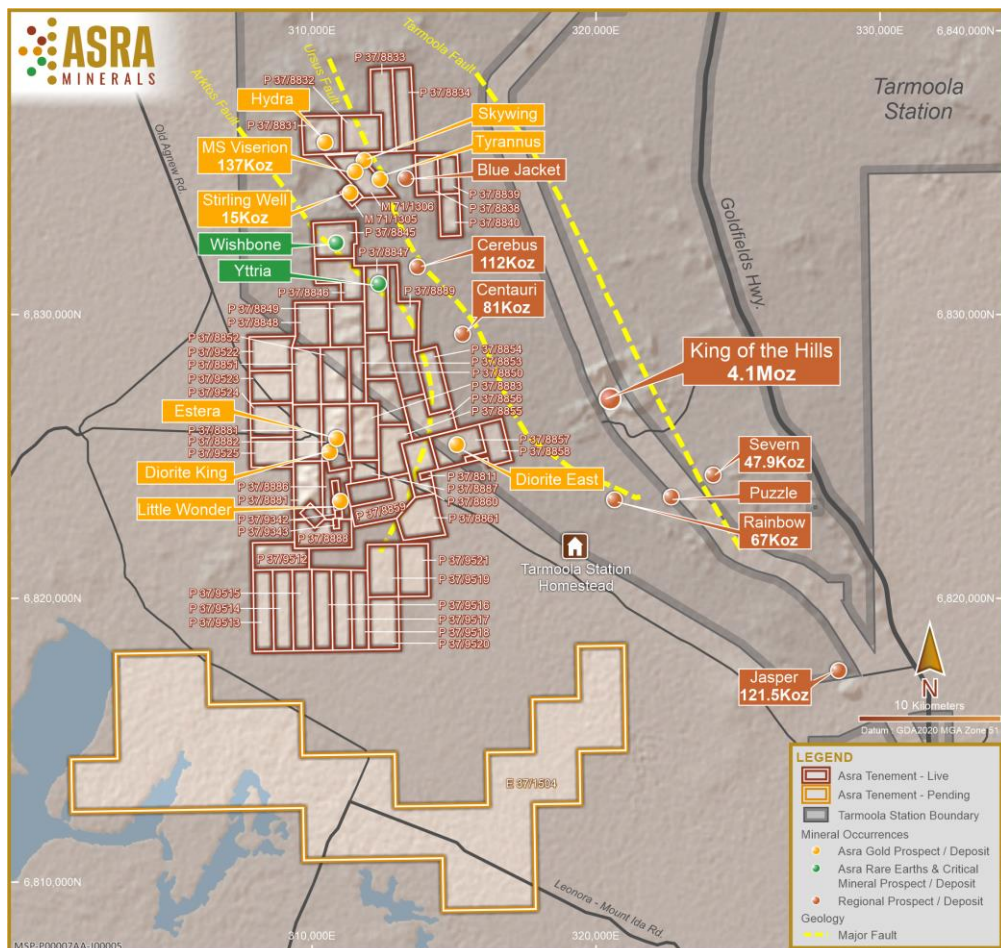 310,000E
320,000E
330,000E
6,840,000N
ASRA
MINERALS
P 37/8833
Tarmoola Fault
Ursus Fault
P 37/8832
P 37/8834
Arktos Fault
Hydra
P 37/8831
Tarmoola
Station
Skywing
MS Viserion
137Koz
Tyrannus
Blue Jacket
Old Agnew Rd.
P 37/8839
P 37/8838
P 37/8840
M 71/1306
M 71/1305
Stirling Well
15Koz
Goldfields Hwy.
P 37/8845
Wishbone
P 37/8847
Cerebus
112Koz
Yttria
P 37/8846
P 37/8889
Centauri
81Koz
P 37/8849
P 37/8848
6,830,000N
6,830,000N
P 37/8852
P 37/9522
P 37/8851
P 37/9523
P 37/9524
P 37/8854
P 37/8853
P 37/8850
P 37/8883
P 37/8856
P 37/8855
King of the Hills
4.1Moz
Estera
P 37/8881
P 37/8882
P 37/9525
P 37/8857
P 37/8858
Diorite King
Diorite East
Severn
47.9Koz
P 37/8811
P 37/8887
P 37/8860
P 37/8861
P 37/8886
P 37/8891
Puzzle
Little Wonder
P 37/8859
Rainbow
67Koz
P 37/9342
P 37/9343
P 37/8888
P 37/9512
P 37/9521
P 37/9519
Tarmoola Station
Homestead
6,820,000N
6,820,000N
P 37/9515
P 37/9514
P 37/9513
P 37/9516
P 37/9517
P 37/9518
P 37/9520
Jasper
121.5Koz
N
10 Kilometers
Datum : GDA2020 MGA Zone 51
E 37/1504
LEGEND
Asra Tenement - Live
Asra Tenement - Pending
Tarmoola Station Boundary
Mineral Occurrences
Asra Gold Prospect / Deposit
Asra Rare Earths & Critical
Mineral Prospect / Deposit
Regional Prospect / Deposit
Geology
Major Fault
6,810,000N
Leonora - Mount Ida Rd.
MSP-P00007AA-J00005
310,000E
320,000E